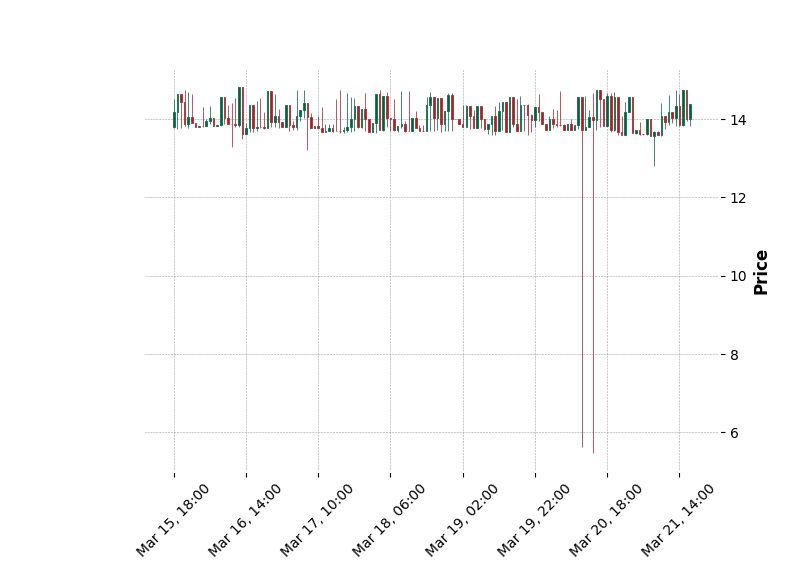 14
12
10
8
6
Price
Mar 15, 18:00
Mar 16, 14:00
Mar 17, 10:00
Mar 18, 06:00
Mar 19, 02:00
Mar 19, 22:00
Mar 20, 18:00
Mar 21, 14:00